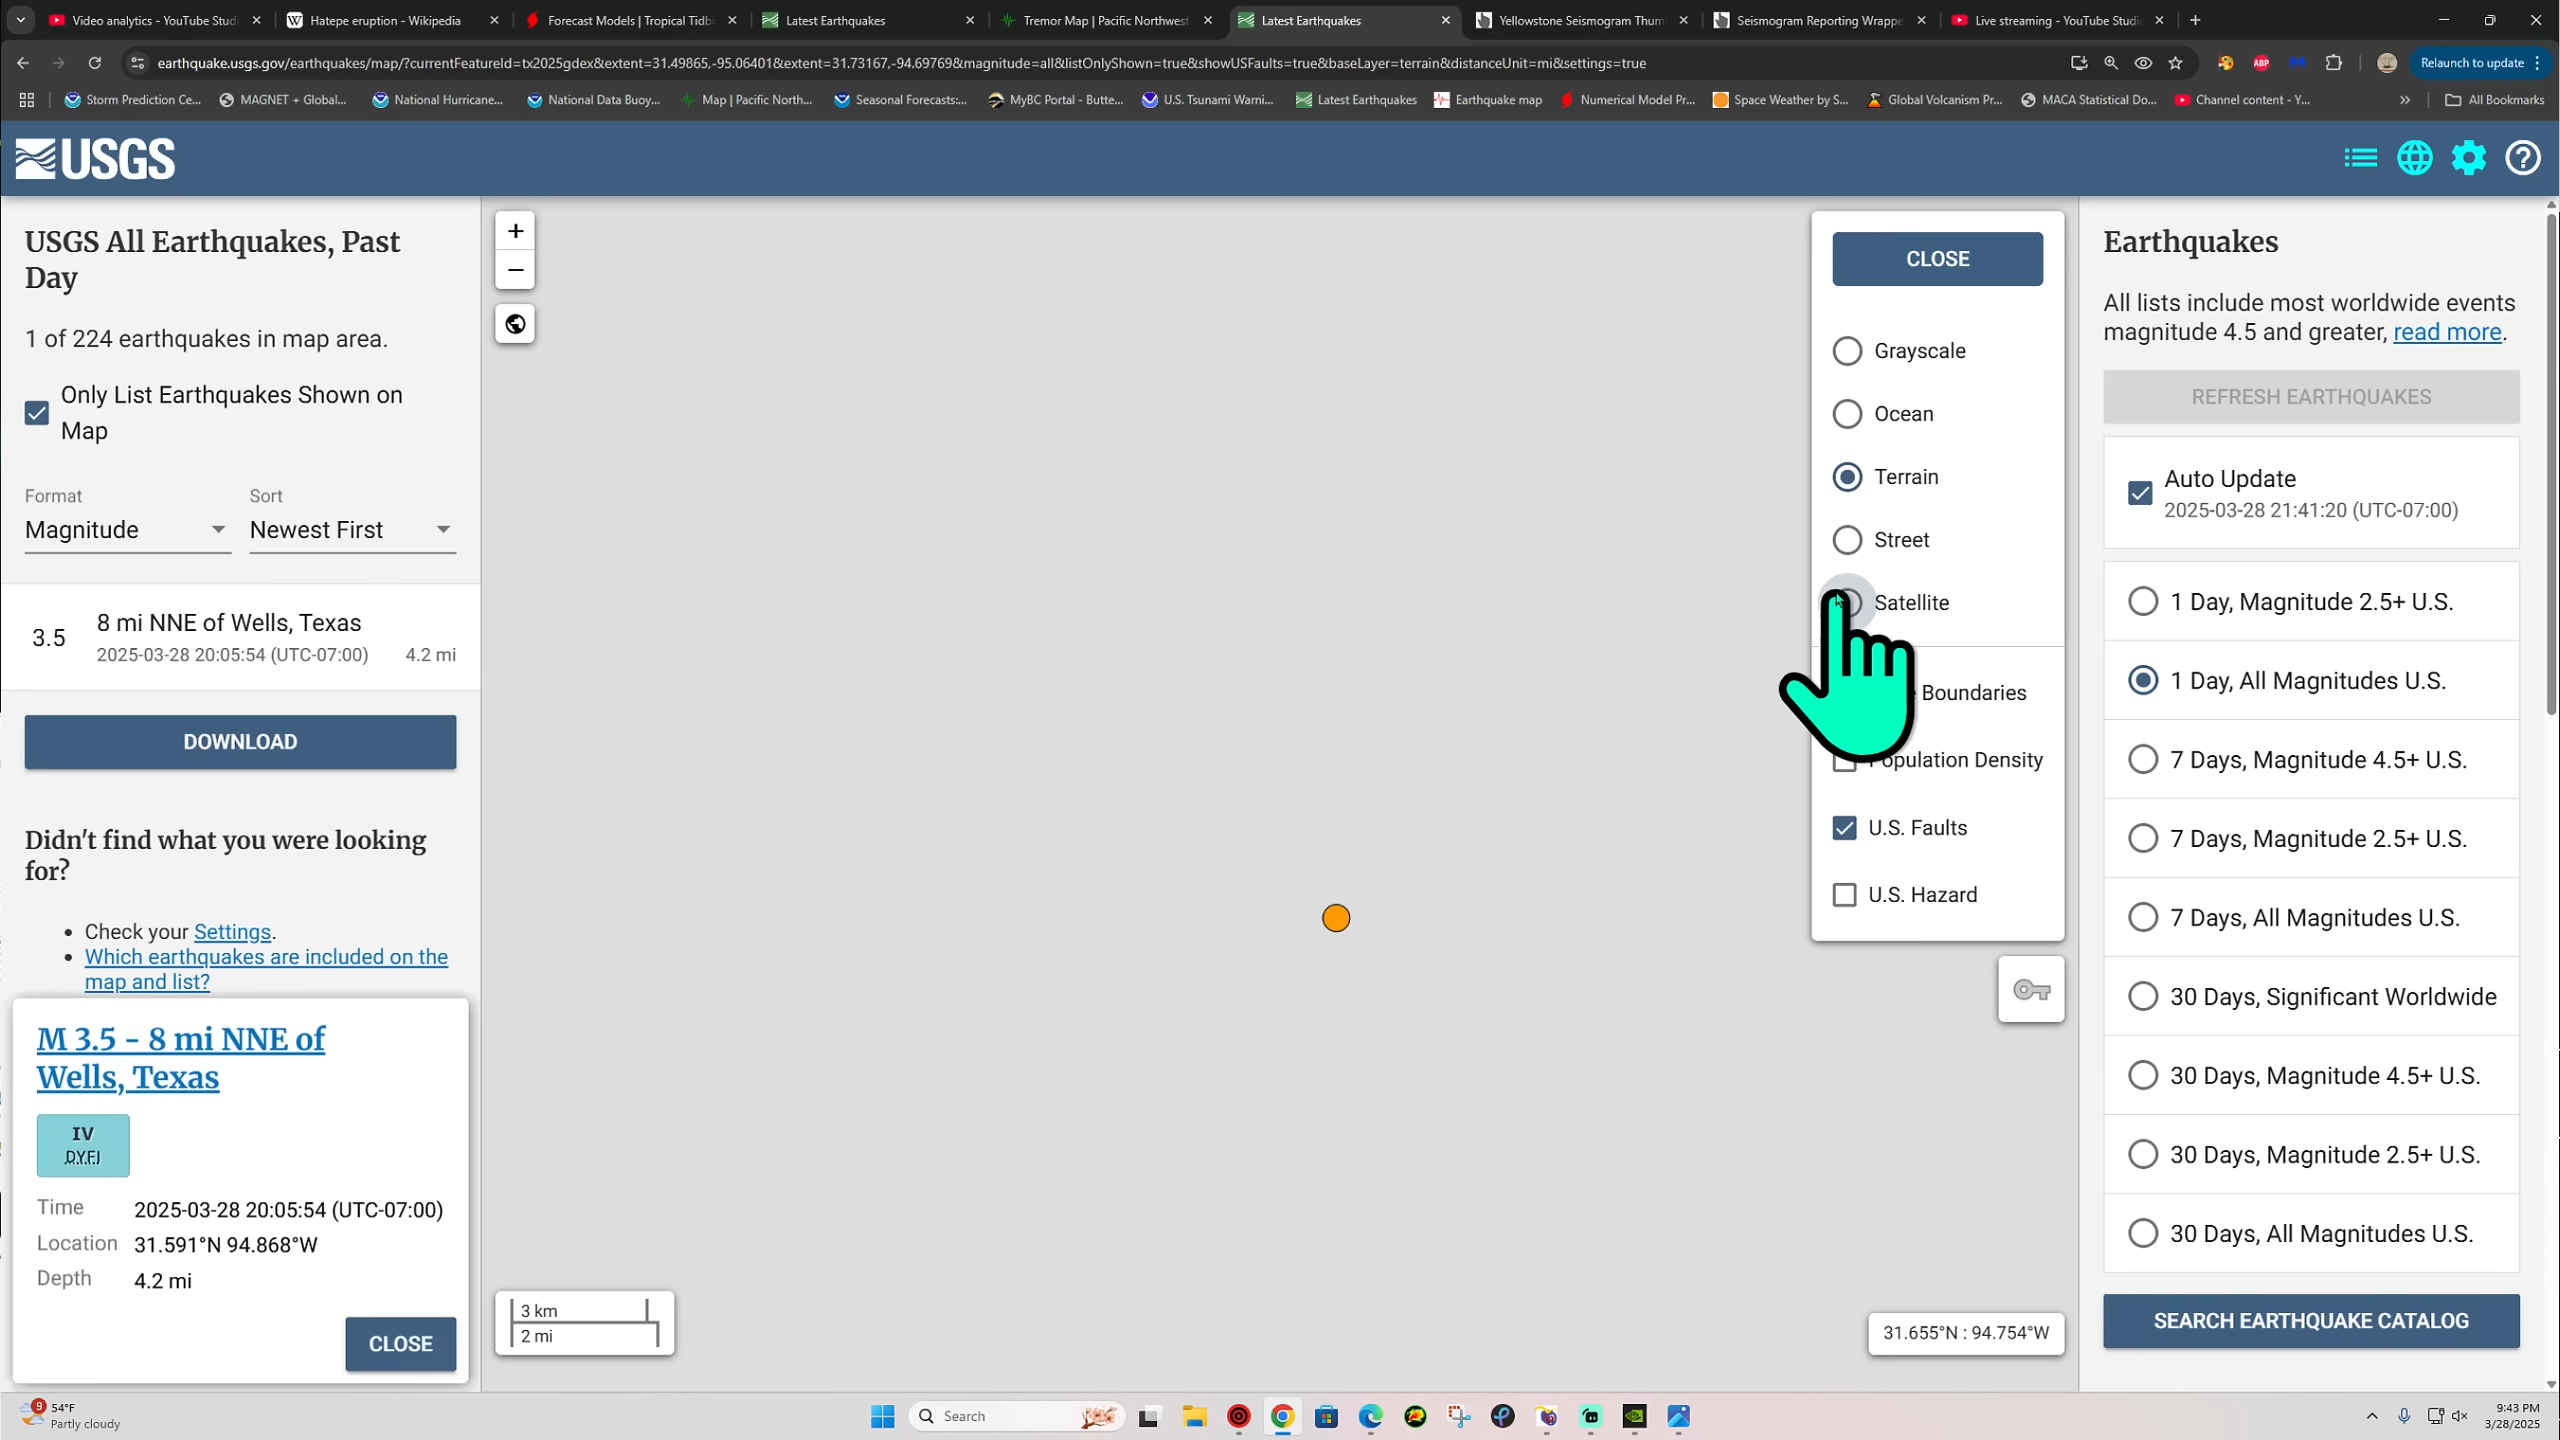 Video analytics - YouTube Studi
Hatepe eruption - Wikipedia
Forecast Models | Tropical Tidbi
Latest Earthquakes
Tremor Map | Pacific Northwest
Latest Earthquakes
Yellowstone Seismogram Thum
Seismogram Reporting Wrappe
Live streaming - YouTube Studi
earthquake.usgs.gov/earthquakes/map/?currentFeatureId=tx2025gdex&extent=31.49865,-95.06401&extent=31.73167,-94.69769&magnitude=all&listOnlyShown=true&showUSFaults=true&baseLayer=terrain&distanceUnit=mi&settings=true
ABP
Relaunch to update
Storm Prediction Ce...
MAGNET + Global...
National Hurricane...
National Data Buoy...
Map | Pacific North...
Seasonal Forecasts:...
MyBC Portal - Butte...
U.S. Tsunami Warni...
Latest Earthquakes
Earthquake map
Numerical Model Pr...
Space Weather by S...
Global Volcanism Pr...
MACA Statistical Do...
Channel content - Y...
All Bookmarks
USGS
USGS All Earthquakes, Past
Day
1 of 224 earthquakes in map area.
Only List Earthquakes Shown on
Map
Format
Sort
Magnitude
Newest First
3.5
8 mi NNE of Wells, Texas
2025-03-28 20:05:54 (UTC-07:00)
4.2 mi
DOWNLOAD
Didn't find what you were looking
for?
• Check your Settings.
• Which earthquakes are included on the
map and list?
M 3.5 - 8 mi NNE of
Wells, Texas
IV
DYFI
Time
2025-03-28 20:05:54 (UTC-07:00)
Location
31.591°N 94.868°W
Depth
4.2 mi
CLOSE
+
−
3 km
2 mi
CLOSE
Grayscale
Ocean
Terrain
Street
Satellite
Boundaries
Population Density
U.S. Faults
U.S. Hazard
31.655°N : 94.754°W
Earthquakes
All lists include most worldwide events
magnitude 4.5 and greater, read more.
REFRESH EARTHQUAKES
Auto Update
2025-03-28 21:41:20 (UTC-07:00)
1 Day, Magnitude 2.5+ U.S.
1 Day, All Magnitudes U.S.
7 Days, Magnitude 4.5+ U.S.
7 Days, Magnitude 2.5+ U.S.
7 Days, All Magnitudes U.S.
30 Days, Significant Worldwide
30 Days, Magnitude 4.5+ U.S.
30 Days, Magnitude 2.5+ U.S.
30 Days, All Magnitudes U.S.
SEARCH EARTHQUAKE CATALOG
9
54°F
Partly cloudy
Search
9:43 PM
3/28/2025